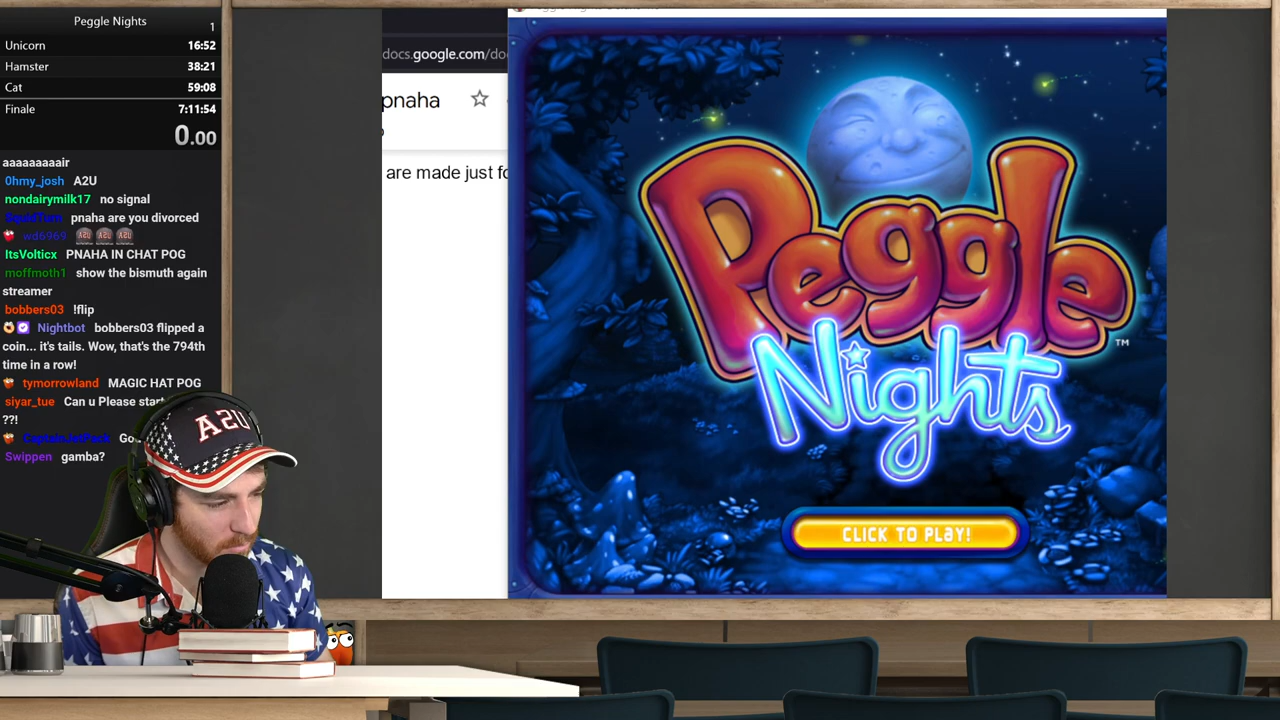 Peggle Nights
1
Unicorn 16:52
Hamster 38:21
Cat 59:08
Finale 7:11:54
0.00
aaaaaaaaair
0hmy_josh A2U
nondairymilk17 no signal
SquidTurn pnaha are you divorced
wd6969
ItsVolticx PNAHA IN CHAT POG
moffmoth1 show the bismuth again
streamer
bobbers03 !flip
Nightbot bobbers03 flipped a
coin... it's tails. Wow, that's the 794th
time in a row!
tymorrowland MAGIC HAT POG
siyar_tue Can u Please start
??!
CaptainJetPack Go
Swippen gamba?
A2U
docs.google.com/do
pnaha
are made just fo
Peggle
™
Nights
CLICK TO PLAY!